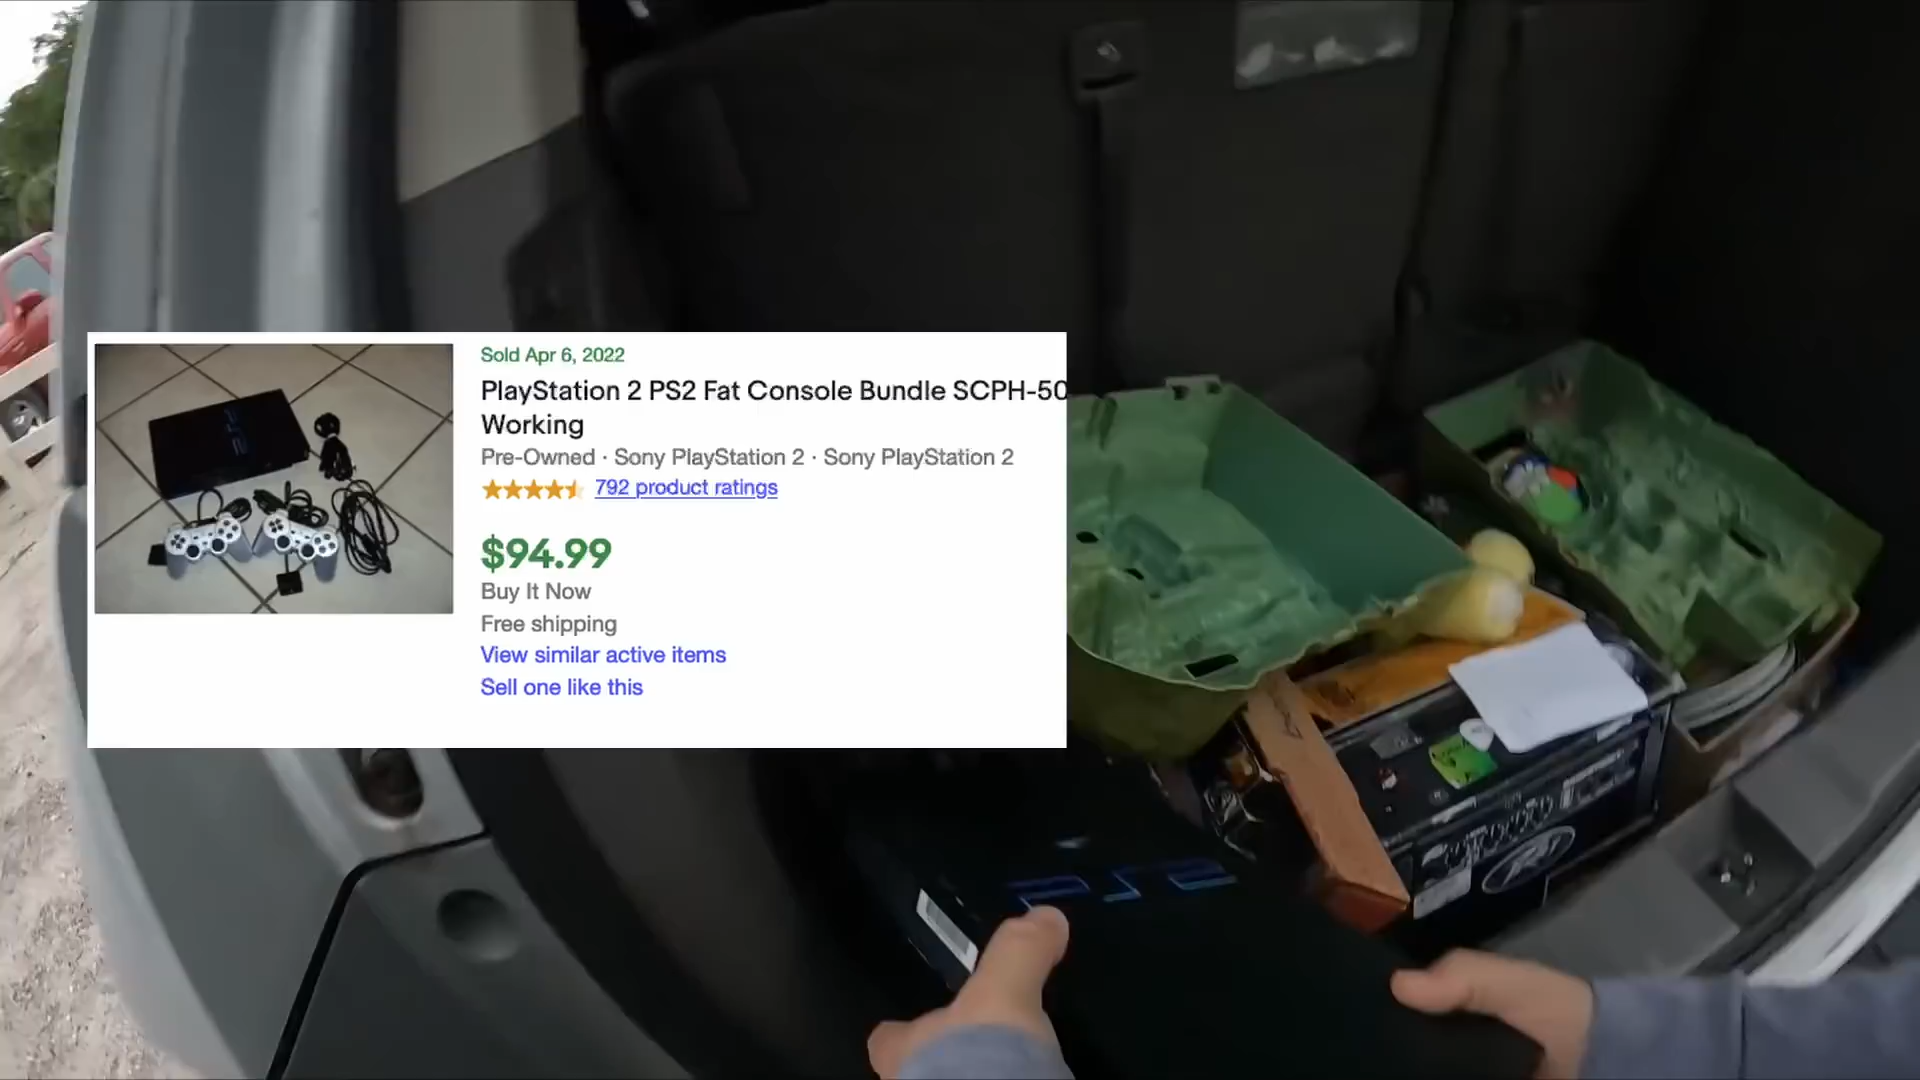 Sold Apr 6, 2022
PlayStation 2 PS2 Fat Console Bundle SCPH-50
Working
Pre-Owned · Sony PlayStation 2 · Sony PlayStation 2
792 product ratings
$94.99
Buy It Now
Free shipping
View similar active items
Sell one like this
PS2
PS2